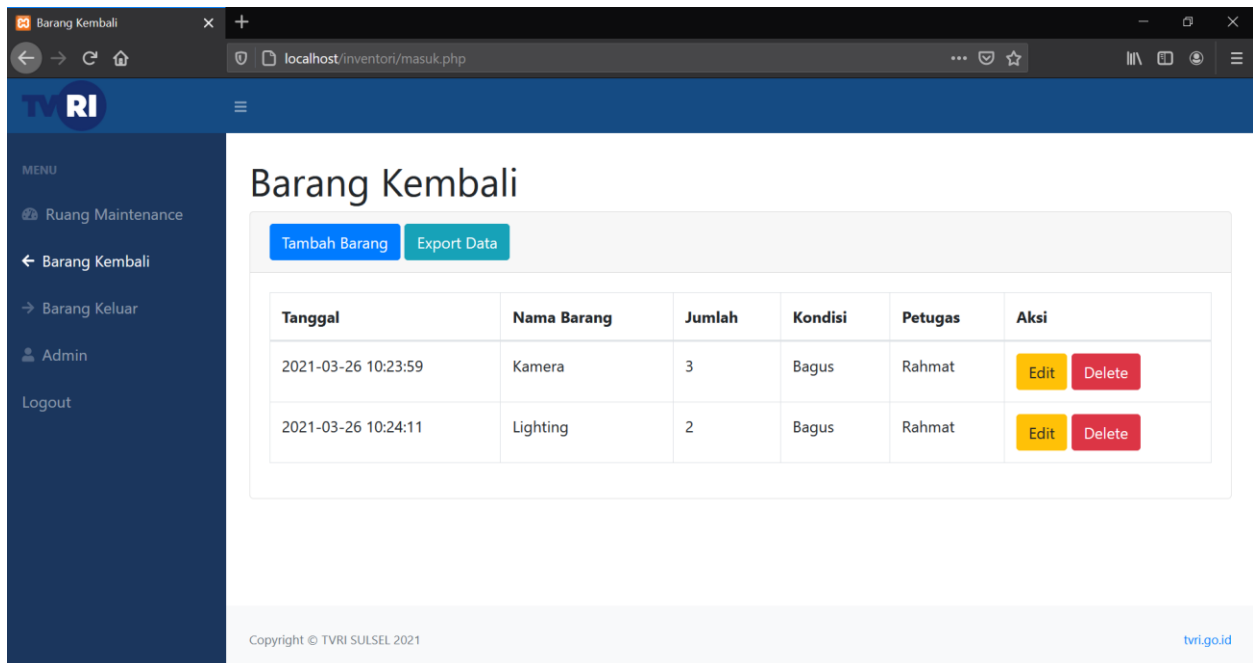 Barang Kembali
localhost/inventori/masuk.php
TVRI
MENU
Ruang Maintenance
Barang Kembali
Barang Keluar
Admin
Logout
Barang Kembali
Tambah Barang Export Data
Tanggal Nama Barang Jumlah Kondisi Petugas Aksi
2021-03-26 10:23:59 Kamera 3 Bagus Rahmat Edit Delete
2021-03-26 10:24:11 Lighting 2 Bagus Rahmat Edit Delete
Copyright © TVRI SULSEL 2021 tvri.go.id